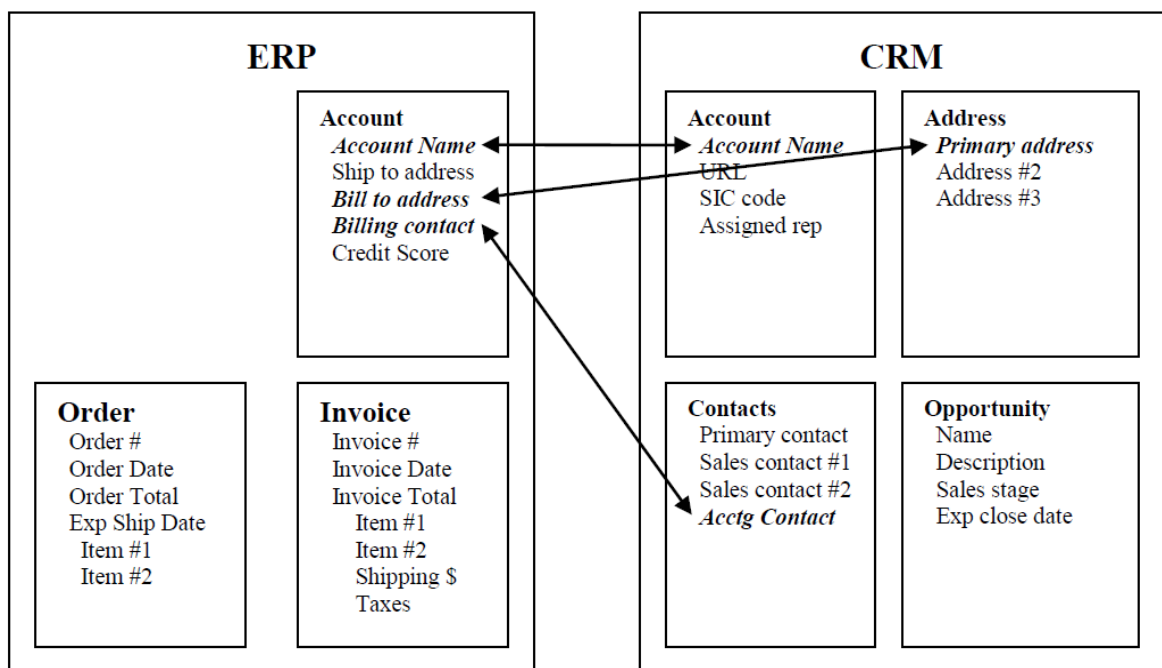 ERP
Account
Account Name
Ship to address
Bill to address
Billing contact
Credit Score
Order
Order #
Order Date
Order Total
Exp Ship Date
Item #1
Item #2
Invoice
Invoice #
Invoice Date
Invoice Total
Item #1
Item #2
Shipping $
Taxes
CRM
Account
Account Name
URL
SIC code
Assigned rep
Address
Primary address
Address #2
Address #3
Contacts
Primary contact
Sales contact #1
Sales contact #2
Acctg Contact
Opportunity
Name
Description
Sales stage
Exp close date